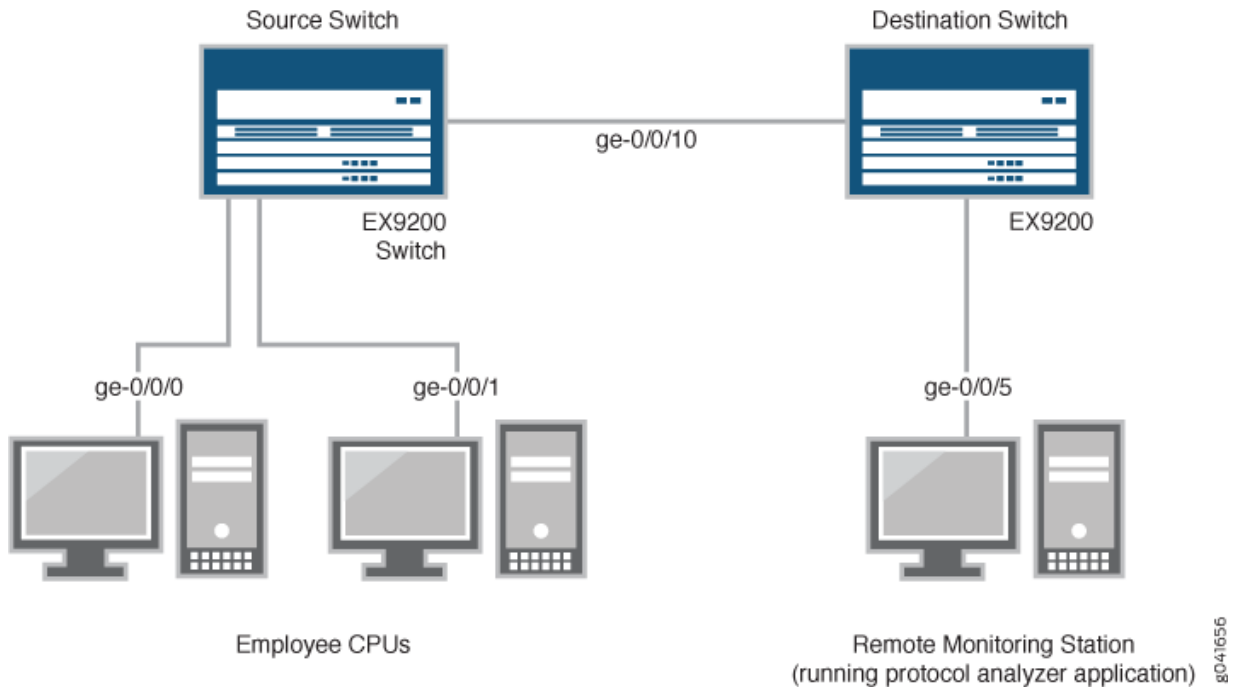 Source Switch
Destination Switch
ge-0/0/10
EX9200
Switch
EX9200
ge-0/0/0
ge-0/0/1
ge-0/0/5
Employee CPUs
Remote Monitoring Station
(running protocol analyzer application)
g041656